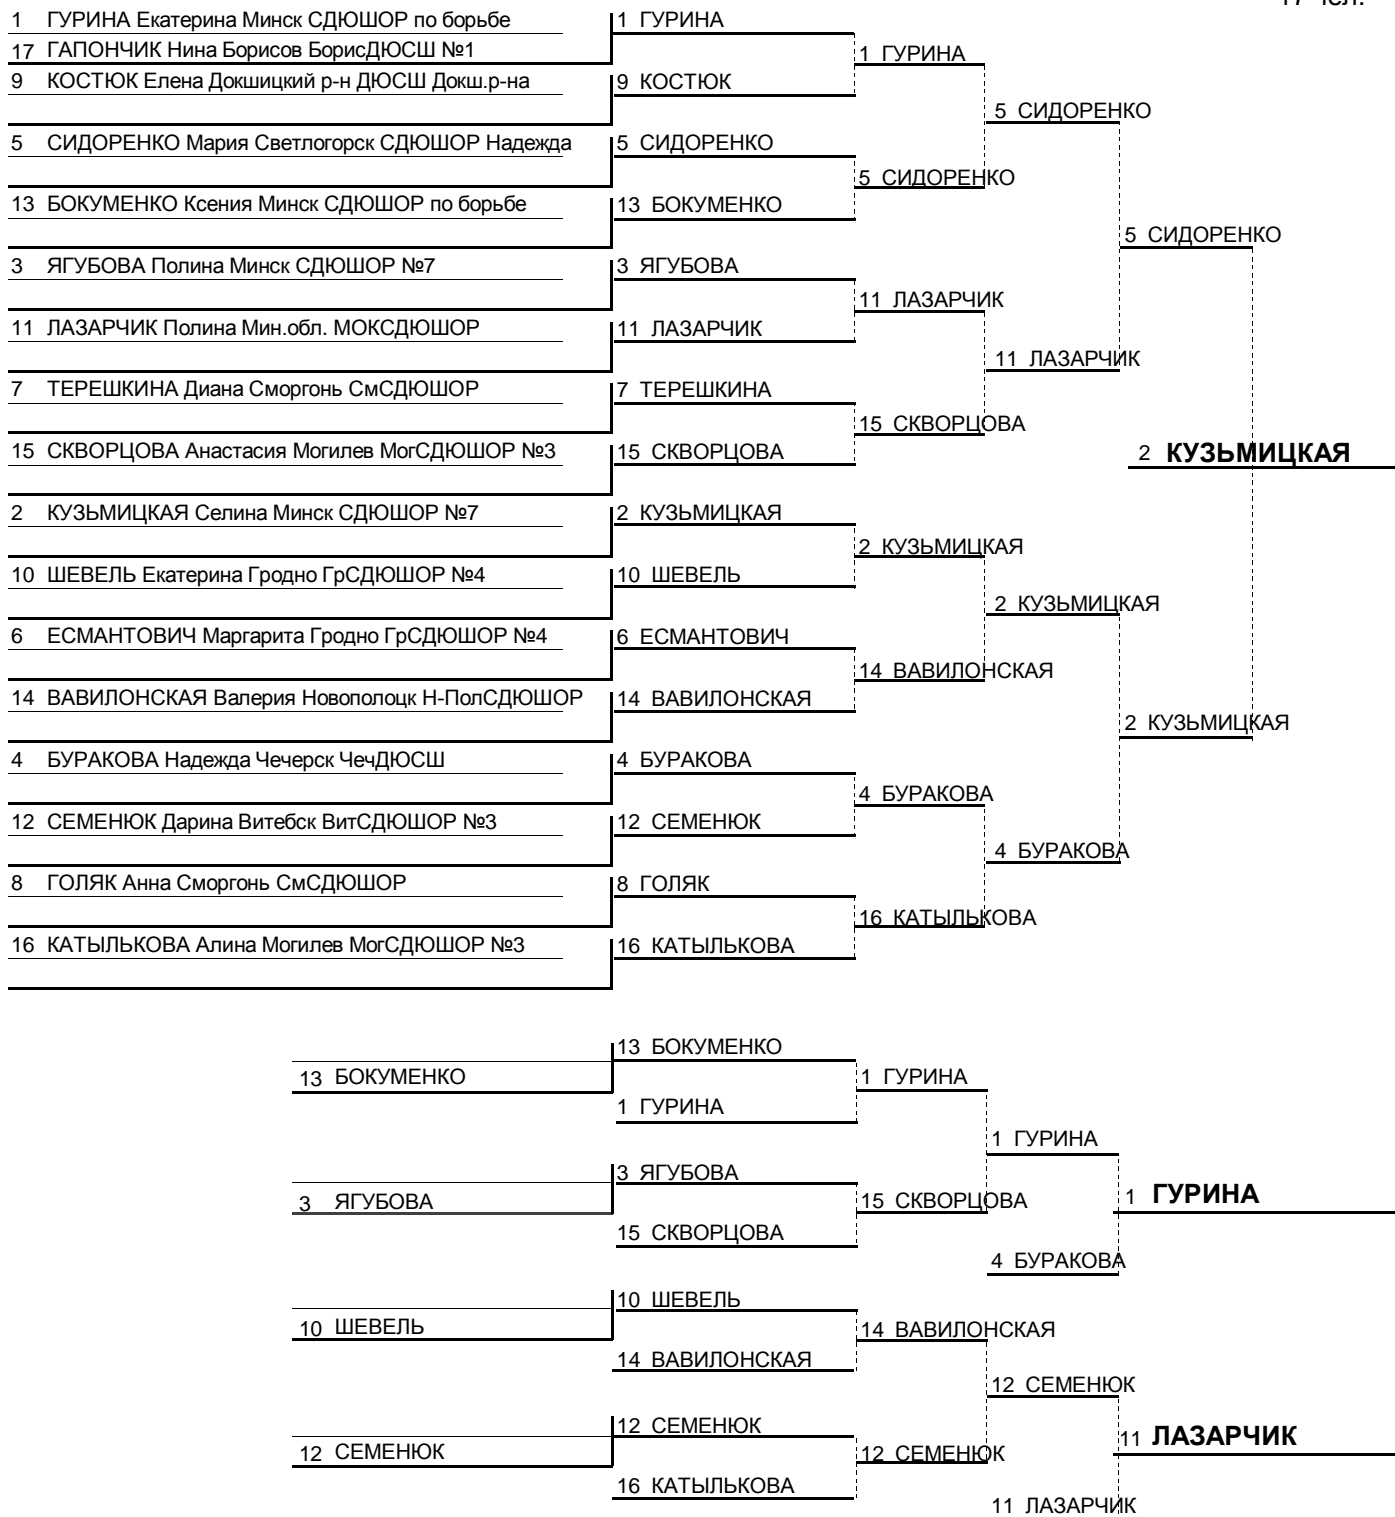 17 чел.
1 ГУРИНА Екатерина Минск СДЮШОР по борьбе
1 ГУРИНА
17 ГАПОНЧИК Нина Борисов БорисДЮСШ №1
1 ГУРИНА
9 КОСТЮК Елена Докшицкий р-н ДЮСШ Докш.р-на
9 КОСТЮК
5 СИДОРЕНКО
5 СИДОРЕНКО Мария Светлогорск СДЮШОР Надежда
5 СИДОРЕНКО
5 СИДОРЕНКО
13 БОКУМЕНКО Ксения Минск СДЮШОР по борьбе
13 БОКУМЕНКО
5 СИДОРЕНКО
3 ЯГУБОВА Полина Минск СДЮШОР №7
3 ЯГУБОВА
11 ЛАЗАРЧИК
11 ЛАЗАРЧИК Полина Мин.обл. МОКСДЮШОР
11 ЛАЗАРЧИК
11 ЛАЗАРЧИК
7 ТЕРЕШКИНА Диана Сморгонь СмСДЮШОР
7 ТЕРЕШКИНА
15 СКВОРЦОВА
15 СКВОРЦОВА Анастасия Могилев МогСДЮШОР №3
15 СКВОРЦОВА
2 КУЗЬМИЦКАЯ
2 КУЗЬМИЦКАЯ Селина Минск СДЮШОР №7
2 КУЗЬМИЦКАЯ
2 КУЗЬМИЦКАЯ
10 ШЕВЕЛЬ Екатерина Гродно ГрСДЮШОР №4
10 ШЕВЕЛЬ
2 КУЗЬМИЦКАЯ
6 ЕСМАНТОВИЧ Маргарита Гродно ГрСДЮШОР №4
6 ЕСМАНТОВИЧ
14 ВАВИЛОНСКАЯ
14 ВАВИЛОНСКАЯ Валерия Новополоцк Н-ПолСДЮШОР
14 ВАВИЛОНСКАЯ
2 КУЗЬМИЦКАЯ
4 БУРАКОВА Надежда Чечерск ЧечДЮСШ
4 БУРАКОВА
4 БУРАКОВА
12 СЕМЕНЮК Дарина Витебск ВитСДЮШОР №3
12 СЕМЕНЮК
4 БУРАКОВА
8 ГОЛЯК Анна Сморгонь СмСДЮШОР
8 ГОЛЯК
16 КАТЫЛЬКОВА
16 КАТЫЛЬКОВА Алина Могилев МогСДЮШОР №3
16 КАТЫЛЬКОВА
13 БОКУМЕНКО
13 БОКУМЕНКО
1 ГУРИНА
1 ГУРИНА
1 ГУРИНА
3 ЯГУБОВА
3 ЯГУБОВА
15 СКВОРЦОВА
1 ГУРИНА
15 СКВОРЦОВА
4 БУРАКОВА
10 ШЕВЕЛЬ
10 ШЕВЕЛЬ
14 ВАВИЛОНСКАЯ
14 ВАВИЛОНСКАЯ
12 СЕМЕНЮК
12 СЕМЕНЮК
12 СЕМЕНЮК
12 СЕМЕНЮК
11 ЛАЗАРЧИК
16 КАТЫЛЬКОВА
11 ЛАЗАРЧИК